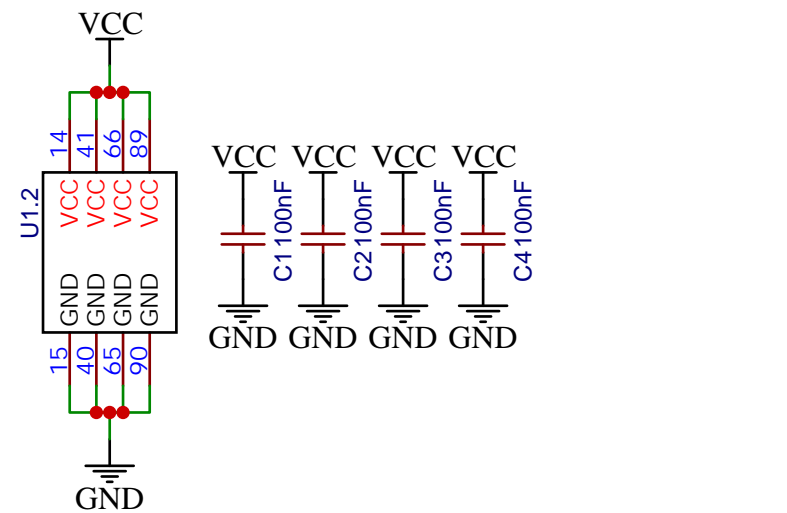 VCC
14 41 66 89
U1.2
VCC VCC VCC VCC
GND GND GND GND
15 40 65 90
GND
VCC VCC VCC VCC
C1 100nF
C2 100nF
C3 100nF
C4 100nF
GND GND GND GND